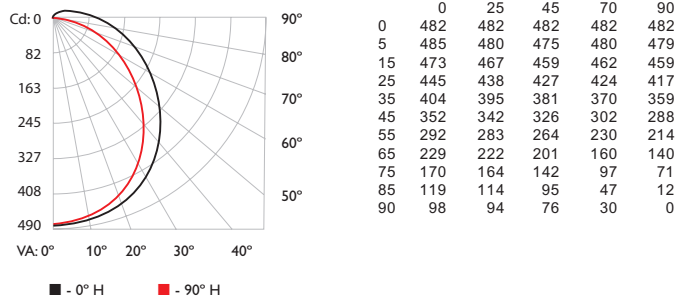 Cd: 0
82
163
245
327
408
490
VA: 0° 10° 20° 30° 40°
90°
80°
70°
60°
50°
- 0° H - 90° H
0 25 45 70 90
0 482 482 482 482 482
5 485 480 475 480 479
15 473 467 459 462 459
25 445 438 427 424 417
35 404 395 381 370 359
45 352 342 326 302 288
55 292 283 264 230 214
65 229 222 201 160 140
75 170 164 142 97 71
85 119 114 95 47 12
90 98 94 76 30 0